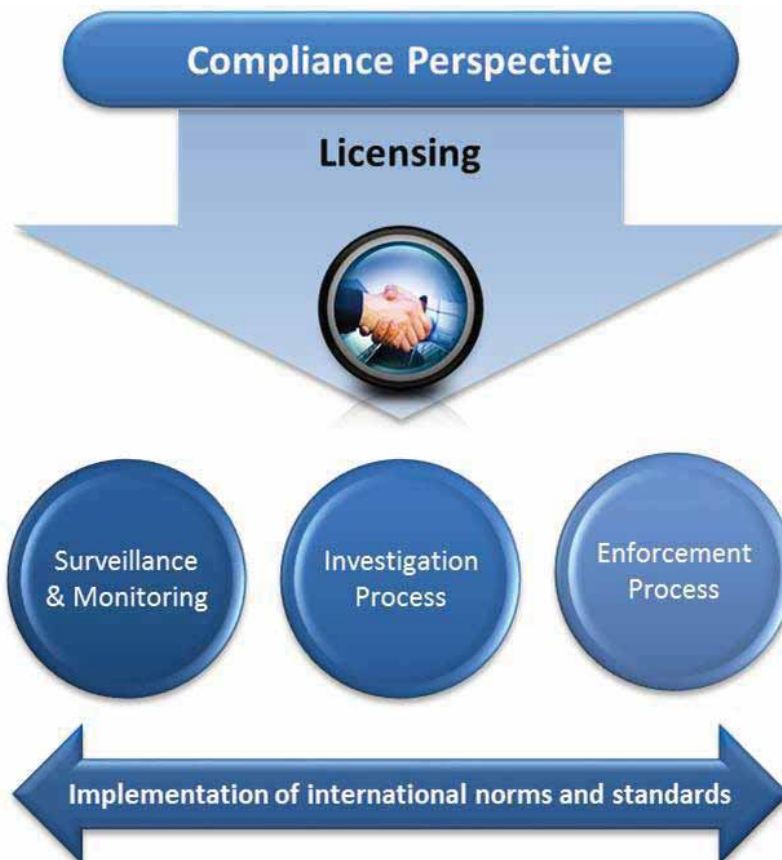 Compliance Perspective
Licensing
Surveillance
& Monitoring
Investigation
Process
Enforcement
Process
Implementation of international norms and standards